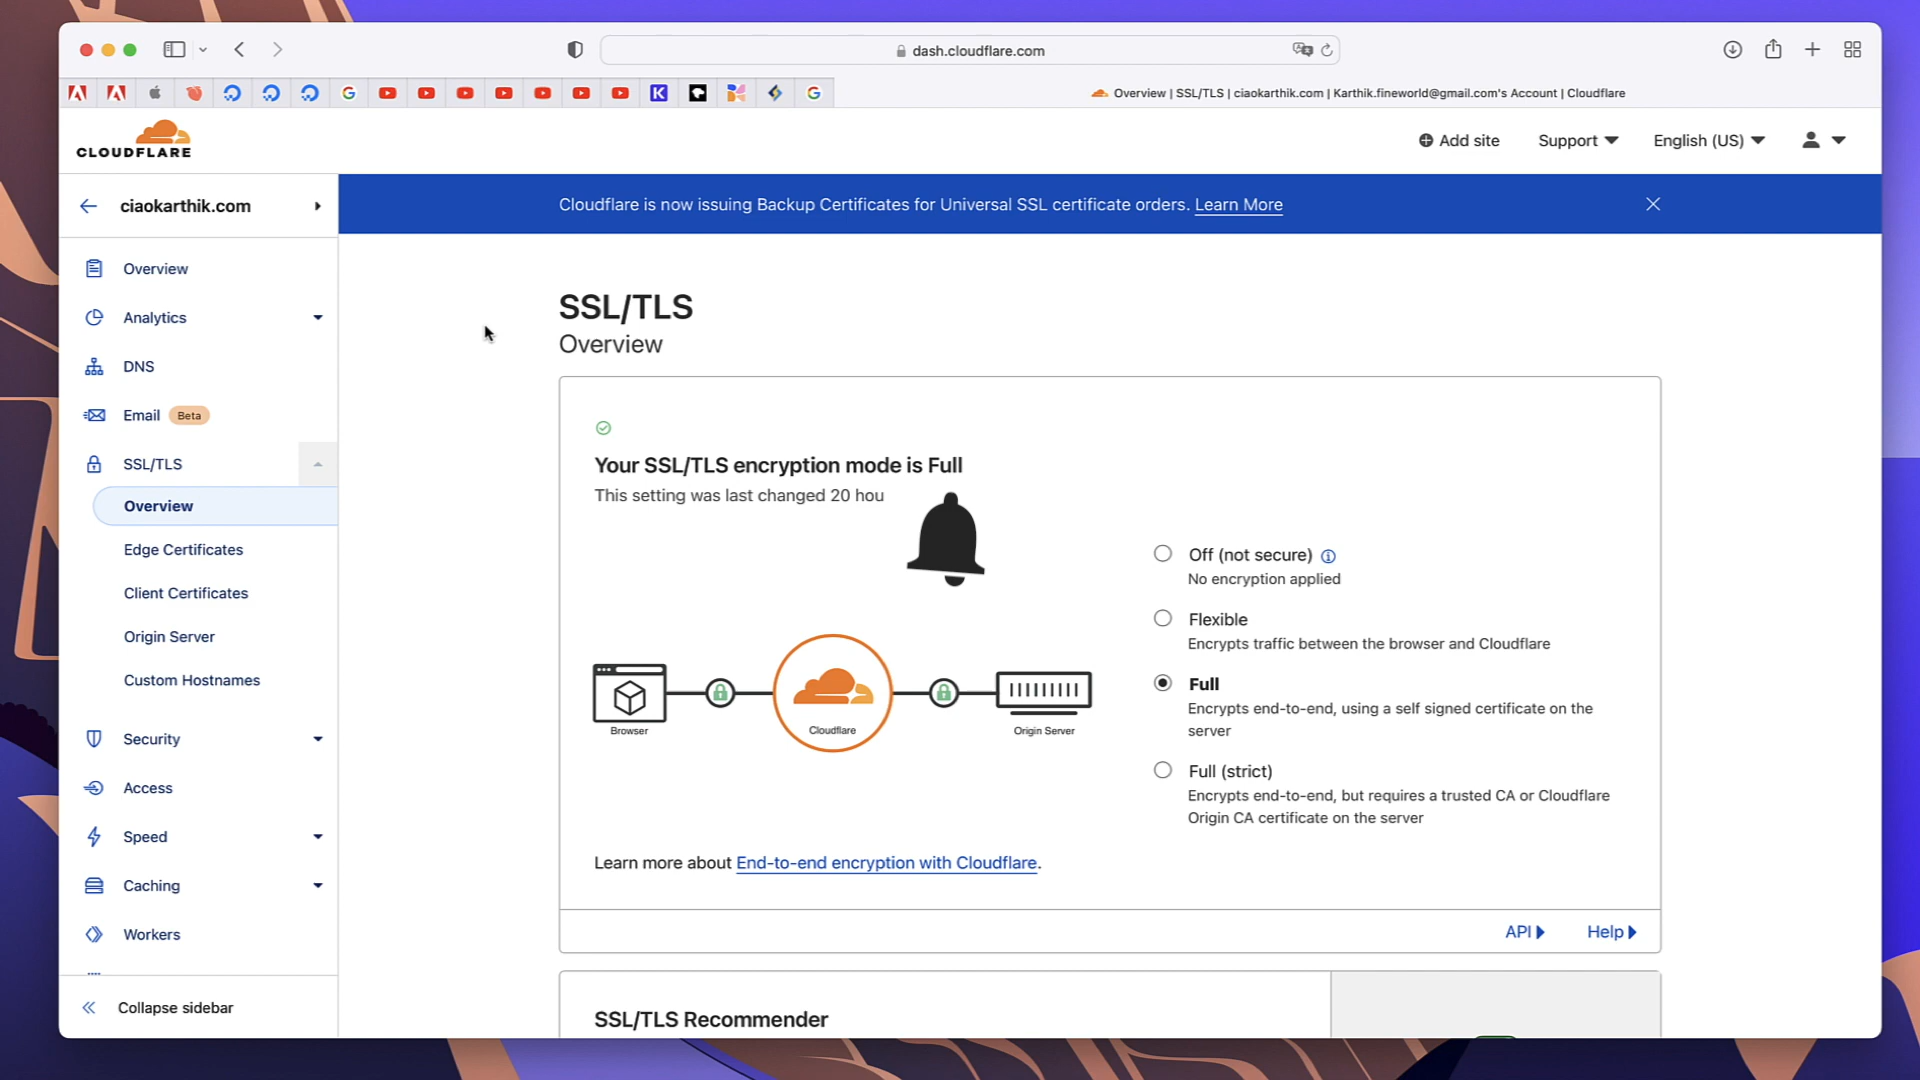 dash.cloudflare.com
Overview | SSL/TLS | ciaokarthik.com | Karthik.fineworld@gmail.com's Account | Cloudflare
CLOUDFLARE
Add site
Support
English (US)
ciaokarthik.com
Cloudflare is now issuing Backup Certificates for Universal SSL certificate orders. Learn More
Overview
Analytics
DNS
Email Beta
SSL/TLS
Overview
Edge Certificates
Client Certificates
Origin Server
Custom Hostnames
Security
Access
Speed
Caching
Workers
Collapse sidebar
SSL/TLS
Overview
Your SSL/TLS encryption mode is Full
This setting was last changed 20 hou
Browser
Cloudflare
Origin Server
Off (not secure)
No encryption applied
Flexible
Encrypts traffic between the browser and Cloudflare
Full
Encrypts end-to-end, using a self signed certificate on the
server
Full (strict)
Encrypts end-to-end, but requires a trusted CA or Cloudflare
Origin CA certificate on the server
Learn more about End-to-end encryption with Cloudflare.
API
Help
SSL/TLS Recommender